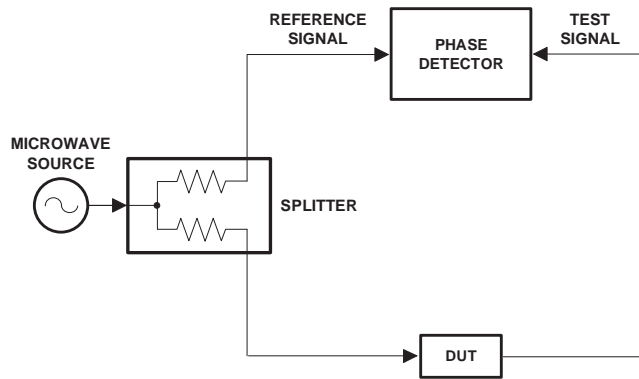 REFERENCE
SIGNAL
PHASE
DETECTOR
TEST
SIGNAL
MICROWAVE
SOURCE
SPLITTER
DUT